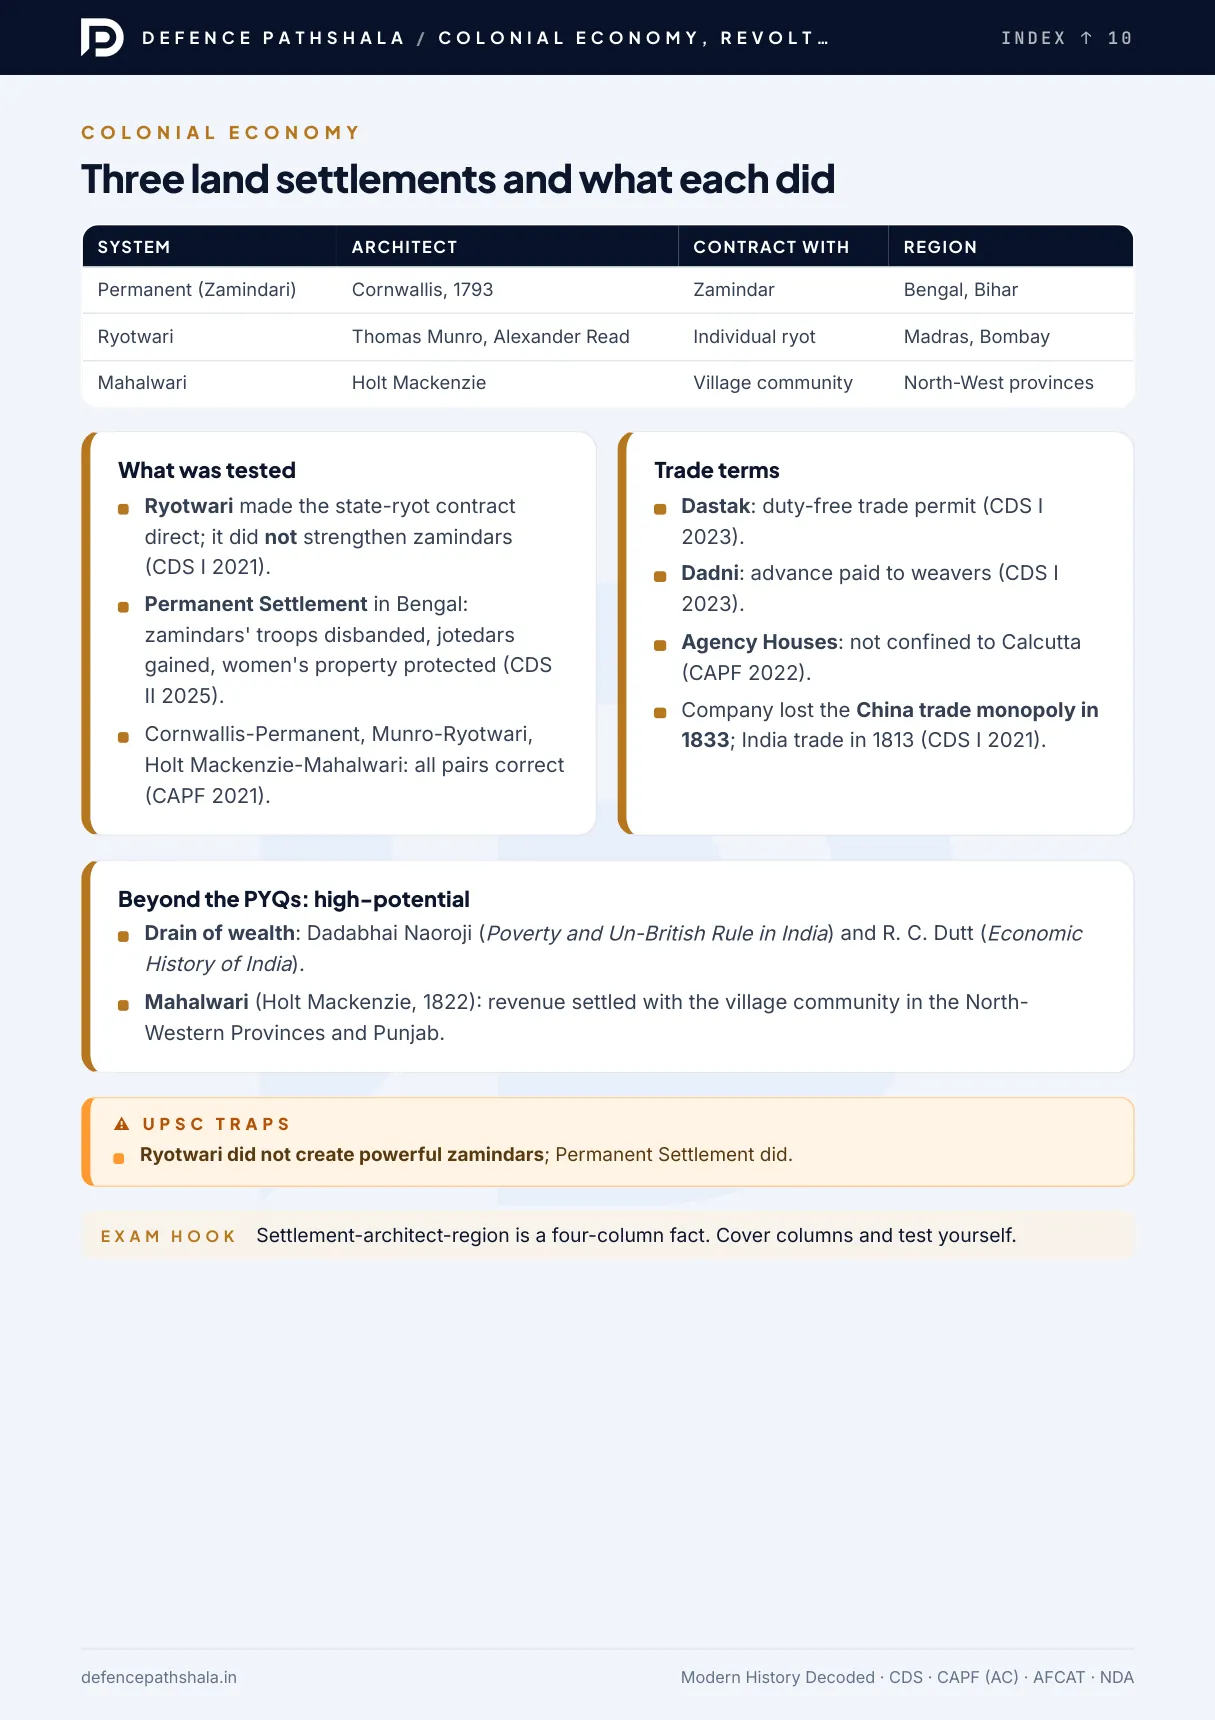 DEFENCE PATHSHALA / COLONIAL ECONOMY, REVOLT…
INDEX ↑ 10
COLONIAL ECONOMY
Three land settlements and what each did
SYSTEM ARCHITECT CONTRACT WITH REGION
Permanent (Zamindari) Cornwallis, 1793 Zamindar Bengal, Bihar
Ryotwari Thomas Munro, Alexander Read Individual ryot Madras, Bombay
Mahalwari Holt Mackenzie Village community North-West provinces
What was tested
Ryotwari made the state-ryot contract
direct; it did not strengthen zamindars
(CDS I 2021).
Permanent Settlement in Bengal:
zamindars' troops disbanded, jotedars
gained, women's property protected (CDS
II 2025).
Cornwallis-Permanent, Munro-Ryotwari,
Holt Mackenzie-Mahalwari: all pairs correct
(CAPF 2021).
Trade terms
Dastak: duty-free trade permit (CDS I
2023).
Dadni: advance paid to weavers (CDS I
2023).
Agency Houses: not confined to Calcutta
(CAPF 2022).
Company lost the China trade monopoly in
1833; India trade in 1813 (CDS I 2021).
Beyond the PYQs: high-potential
Drain of wealth: Dadabhai Naoroji (Poverty and Un-British Rule in India) and R. C. Dutt (Economic
History of India).
Mahalwari (Holt Mackenzie, 1822): revenue settled with the village community in the North-
Western Provinces and Punjab.
⚠ UPSC TRAPS
Ryotwari did not create powerful zamindars; Permanent Settlement did.
EXAM HOOK Settlement-architect-region is a four-column fact. Cover columns and test yourself.
defencepathshala.in
Modern History Decoded · CDS · CAPF (AC) · AFCAT · NDA